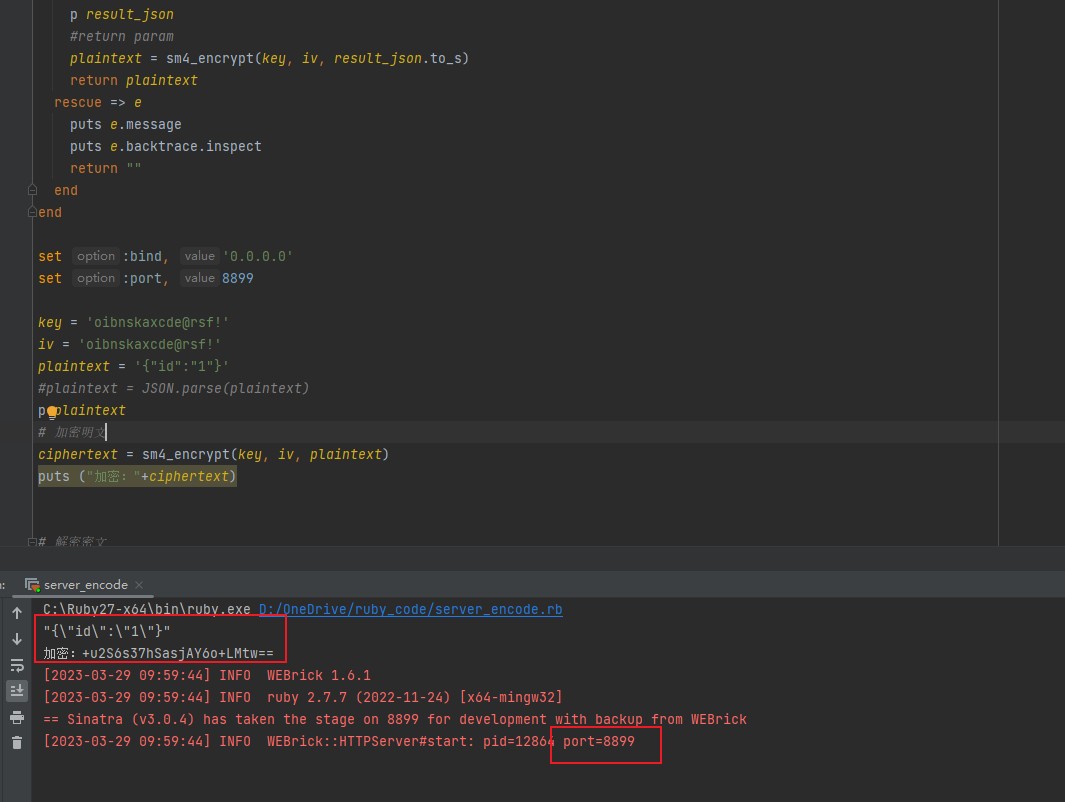 p result_json
#return param
plaintext = sm4_encrypt(key, iv, result_json.to_s)
return plaintext
rescue => e
puts e.message
puts e.backtrace.inspect
return ""
end
end
set option :bind, value '0.0.0.0'
set option :port, value 8899
key = 'oibnskaxcde@rsf!'
iv = 'oibnskaxcde@rsf!'
plaintext = '{"id":"1"}'
#plaintext = JSON.parse(plaintext)
p plaintext
# 加密明文
ciphertext = sm4_encrypt(key, iv, plaintext)
puts ("加密："+ciphertext)
# 解密密文
server_encode
C:\Ruby27-x64\bin\ruby.exe D:/OneDrive/ruby_code/server_encode.rb
"{\"id\":\"1\"}"
加密：+u2S6s37hSasjAY6o+LMtw==
[2023-03-29 09:59:44] INFO  WEBrick 1.6.1
[2023-03-29 09:59:44] INFO  ruby 2.7.7 (2022-11-24) [x64-mingw32]
== Sinatra (v3.0.4) has taken the stage on 8899 for development with backup from WEBrick
[2023-03-29 09:59:44] INFO  WEBrick::HTTPServer#start: pid=12864 port=8899